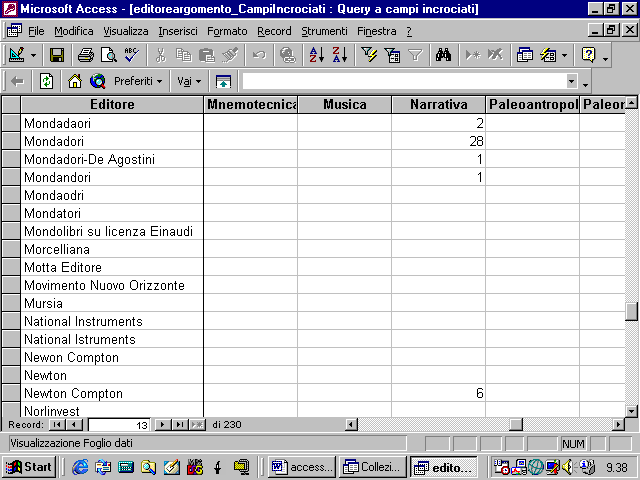 Microsoft Access - [editoreargomento_CampiIncrociati : Query a campi incrociati]
File Modifica Visualizza Inserisci Formato Record Strumenti Finestra ?
Preferiti Vai
Editore Mnemotecnica Musica Narrativa Paleoantropol Paleor
Mondadaori 2
Mondadori 28
Mondadori-De Agostini 1
Mondandori 1
Mondaodri
Mondatori
Mondolibri su licenza Einaudi
Morcelliana
Motta Editore
Movimento Nuovo Orizzonte
Mursia
National Instruments
National Istruments
Newon Compton
Newton
Newton Compton 6
Norlinvest
Record: 13 di 230
Visualizzazione Foglio dati NUM
Start access... Collezi... edito... 9.38